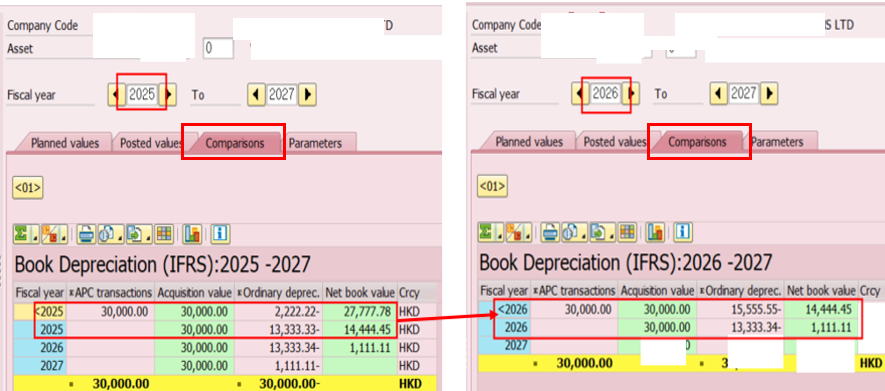 Company Code
Asset 0
Fiscal year 2025 To 2027
Planned values Posted values Comparisons Parameters
<01>
Book Depreciation (IFRS):2025 -2027
Fiscal year APC transactions Acquisition value Ordinary deprec. Net book value Crcy
<2025 30,000.00 30,000.00 2,222.22- 27,777.78 HKD
2025 30,000.00 13,333.33- 14,444.45 HKD
2026 30,000.00 13,333.34- 1,111.11 HKD
2027 30,000.00 1,111.11- HKD
30,000.00 30,000.00- HKD
Company Code S LTD
Asset
Fiscal year 2026 To 2027
Planned values Posted values Comparisons Parameters
<01>
Book Depreciation (IFRS):2026 -2027
Fiscal year APC transactions Acquisition value Ordinary deprec. Net book value Crcy
<2026 30,000.00 30,000.00 15,555.55- 14,444.45 HKD
2026 30,000.00 13,333.34- 1,111.11 HKD
2027
30,000.00 HKD